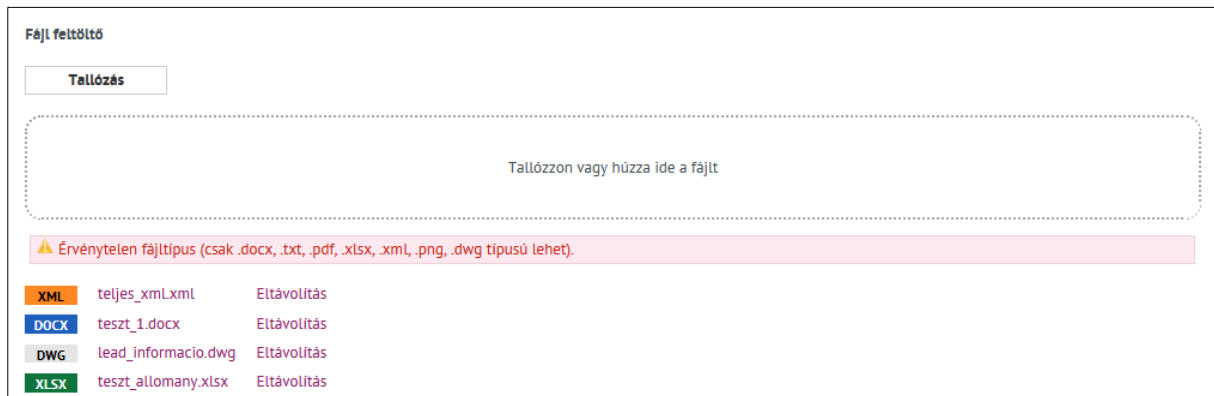 Fájl feltöltő
Tallózás
Tallózzon vagy húzza ide a fájlt
Érvénytelen fájltípus (csak .docx, .txt, .pdf, .xlsx, .xml, .png, .dwg típusú lehet).
XML teljes_xml.xml Eltávolítás
DOCX teszt_1.docx Eltávolítás
DWG lead_informacio.dwg Eltávolítás
XLSX teszt_allomany.xlsx Eltávolítás